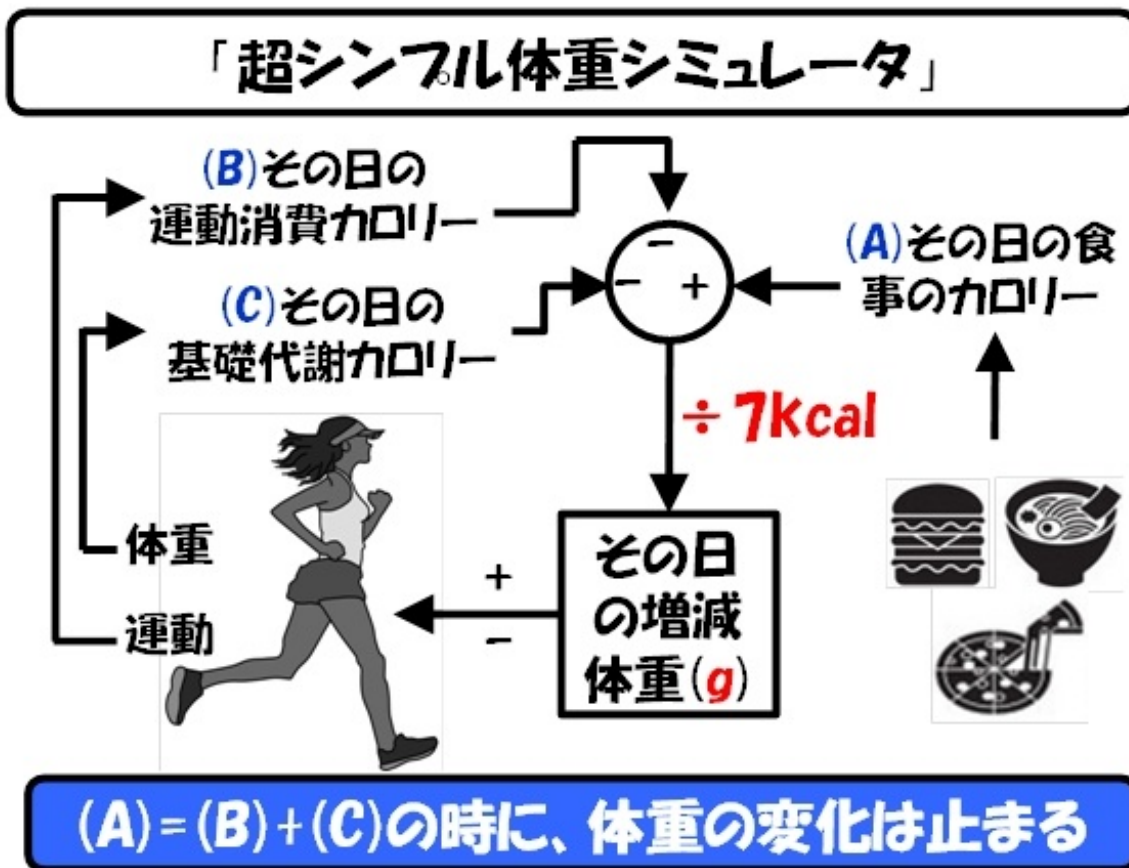 「超シンプル体重シミュレータ」
(B)その日の
運動消費カロリー
(C)その日の
基礎代謝カロリー
(A)その日の食
事のカロリー
-
- +
÷7Kcal
体重
運動
+
-
その日
の増減
体重(g)
(A)=(B)+(C)の時に、体重の変化は止まる